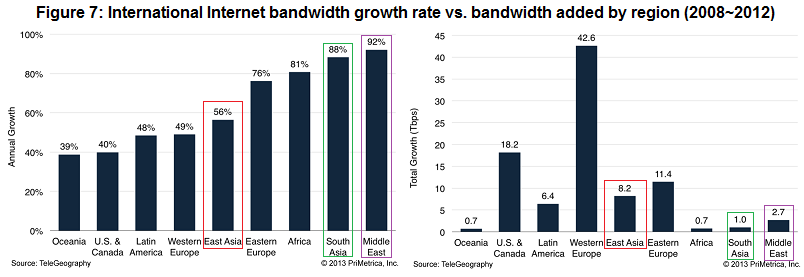 Figure 7: International Internet bandwidth growth rate vs. bandwidth added by region (2008~2012)
Annual Growth
100%
80%
60%
40%
20%
0%
39%
40%
48%
49%
56%
76%
81%
88%
92%
Oceania
U.S. &
Canada
Latin
America
Western
Europe
East Asia
Eastern
Europe
Africa
South
Asia
Middle
East
Source: TeleGeography
© 2013 PriMetrica, Inc.
Total Growth (Tbps)
45
40
35
30
25
20
15
10
5
0
0.7
18.2
6.4
42.6
8.2
11.4
0.7
1.0
2.7
Oceania
U.S. &
Canada
Latin
America
Western
Europe
East Asia
Eastern
Europe
Africa
South
Asia
Middle
East
Source: TeleGeography
© 2013 PriMetrica, Inc.